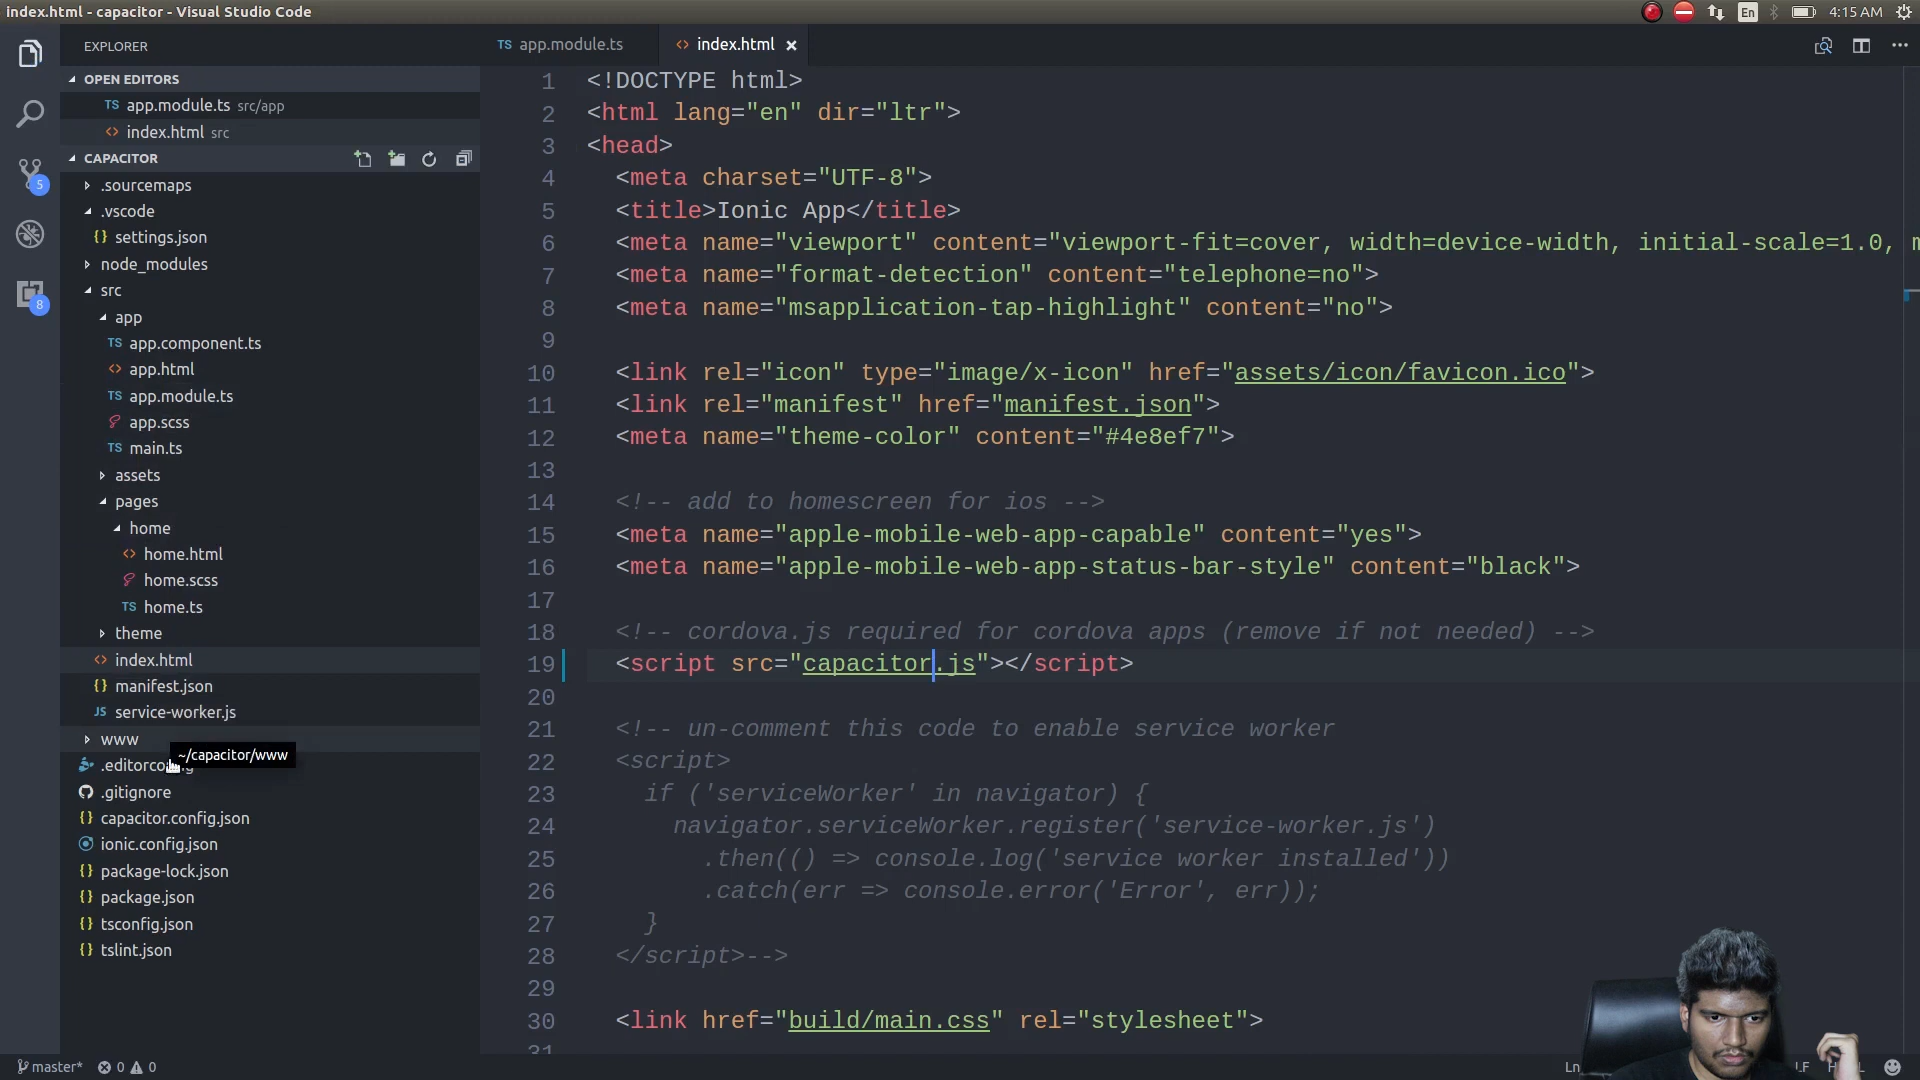 index.html - capacitor - Visual Studio Code
En
4:15 AM
EXPLORER
OPEN EDITORS
TS app.module.ts src/app
<> index.html src
CAPACITOR
.sourcemaps
.vscode
{} settings.json
node_modules
src
app
TS app.component.ts
<> app.html
TS app.module.ts
app.scss
TS main.ts
assets
pages
home
<> home.html
home.scss
TS home.ts
theme
<> index.html
{} manifest.json
JS service-worker.js
www
~/capacitor/www
.gitignore
{} capacitor.config.json
ionic.config.json
{} package-lock.json
{} package.json
{} tsconfig.json
{} tslint.json
5
8
TS app.module.ts
<> index.html
1 <!DOCTYPE html>
2 <html lang="en" dir="ltr">
3 <head>
4 <meta charset="UTF-8">
5 <title>Ionic App</title>
6 <meta name="viewport" content="viewport-fit=cover, width=device-width, initial-scale=1.0, m
7 <meta name="format-detection" content="telephone=no">
8 <meta name="msapplication-tap-highlight" content="no">
9
10 <link rel="icon" type="image/x-icon" href="assets/icon/favicon.ico">
11 <link rel="manifest" href="manifest.json">
12 <meta name="theme-color" content="#4e8ef7">
13
14 <!-- add to homescreen for ios -->
15 <meta name="apple-mobile-web-app-capable" content="yes">
16 <meta name="apple-mobile-web-app-status-bar-style" content="black">
17
18 <!-- cordova.js required for cordova apps (remove if not needed) -->
19 <script src="capacitor.js"></script>
20
21 <!-- un-comment this code to enable service worker
22 <script>
23 if ('serviceWorker' in navigator) {
24 navigator.serviceWorker.register('service-worker.js')
25 .then(() => console.log('service worker installed'))
26 .catch(err => console.error('Error', err));
27 }
28 </script>-->
29
30 <link href="build/main.css" rel="stylesheet">
31
master* 0 0
Ln